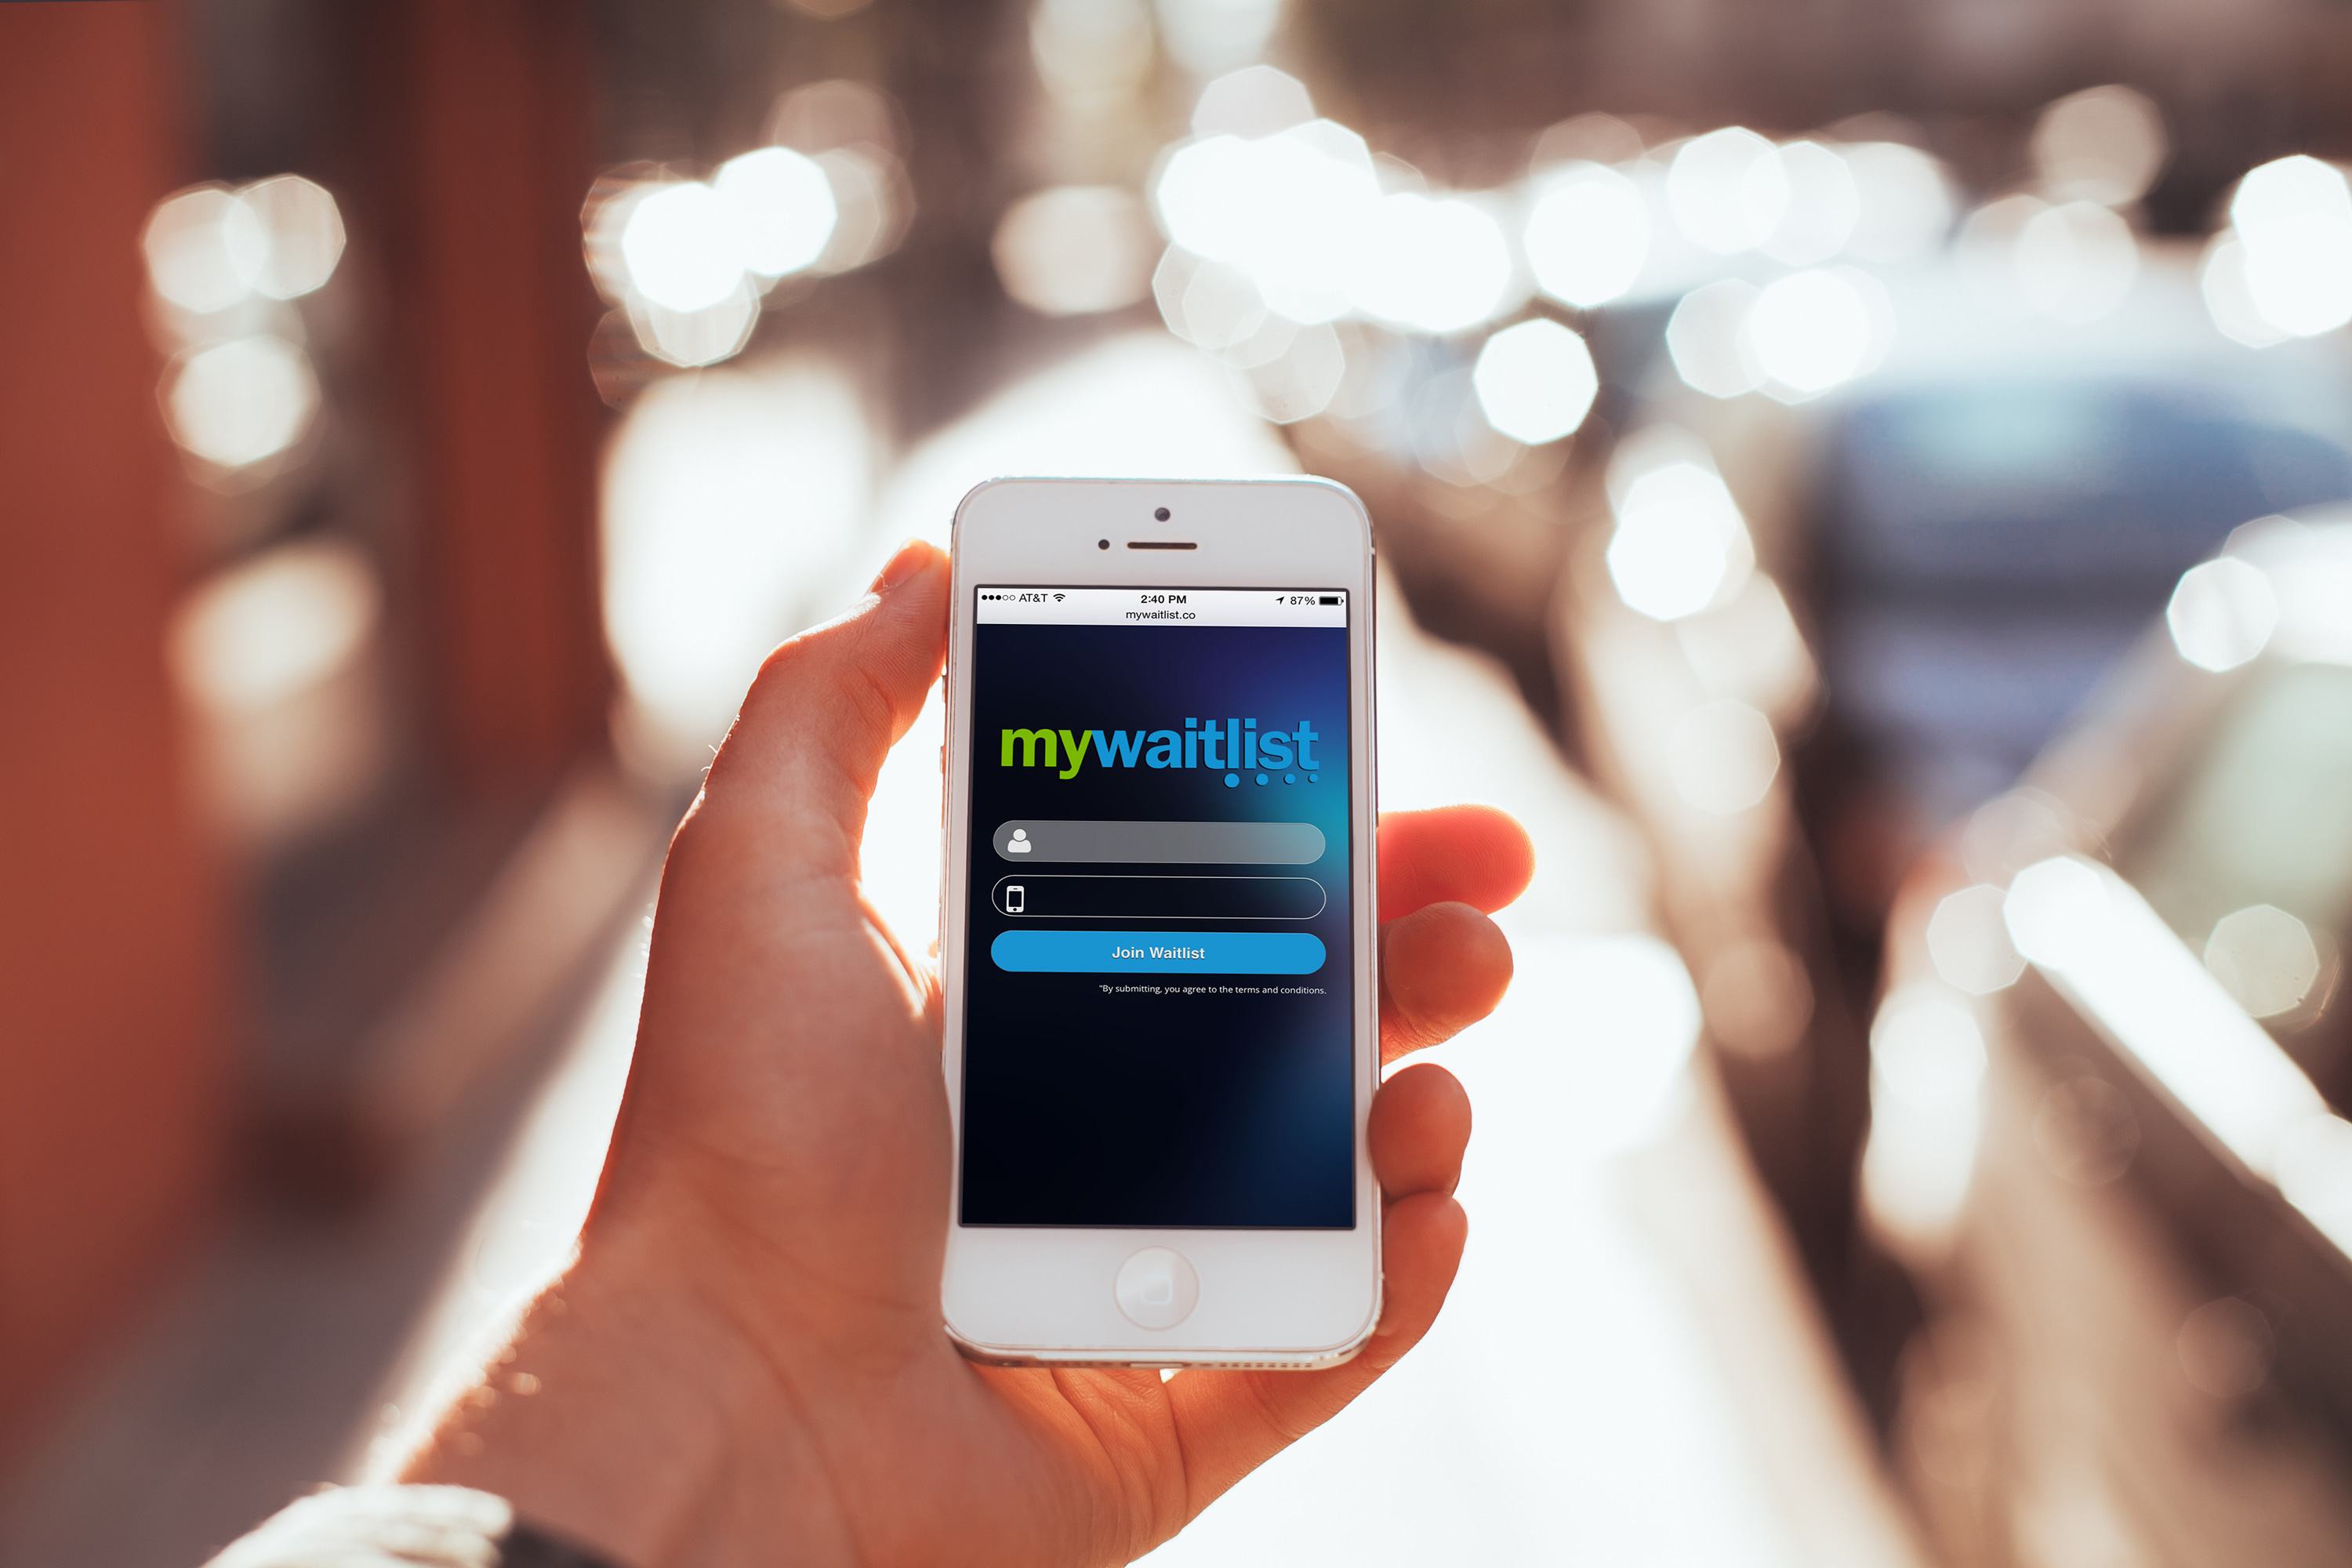 AT&T 2:40 PM 87%
mywaitlist.co
mywaitlist
Join Waitlist
"By submitting, you agree to the terms and conditions.